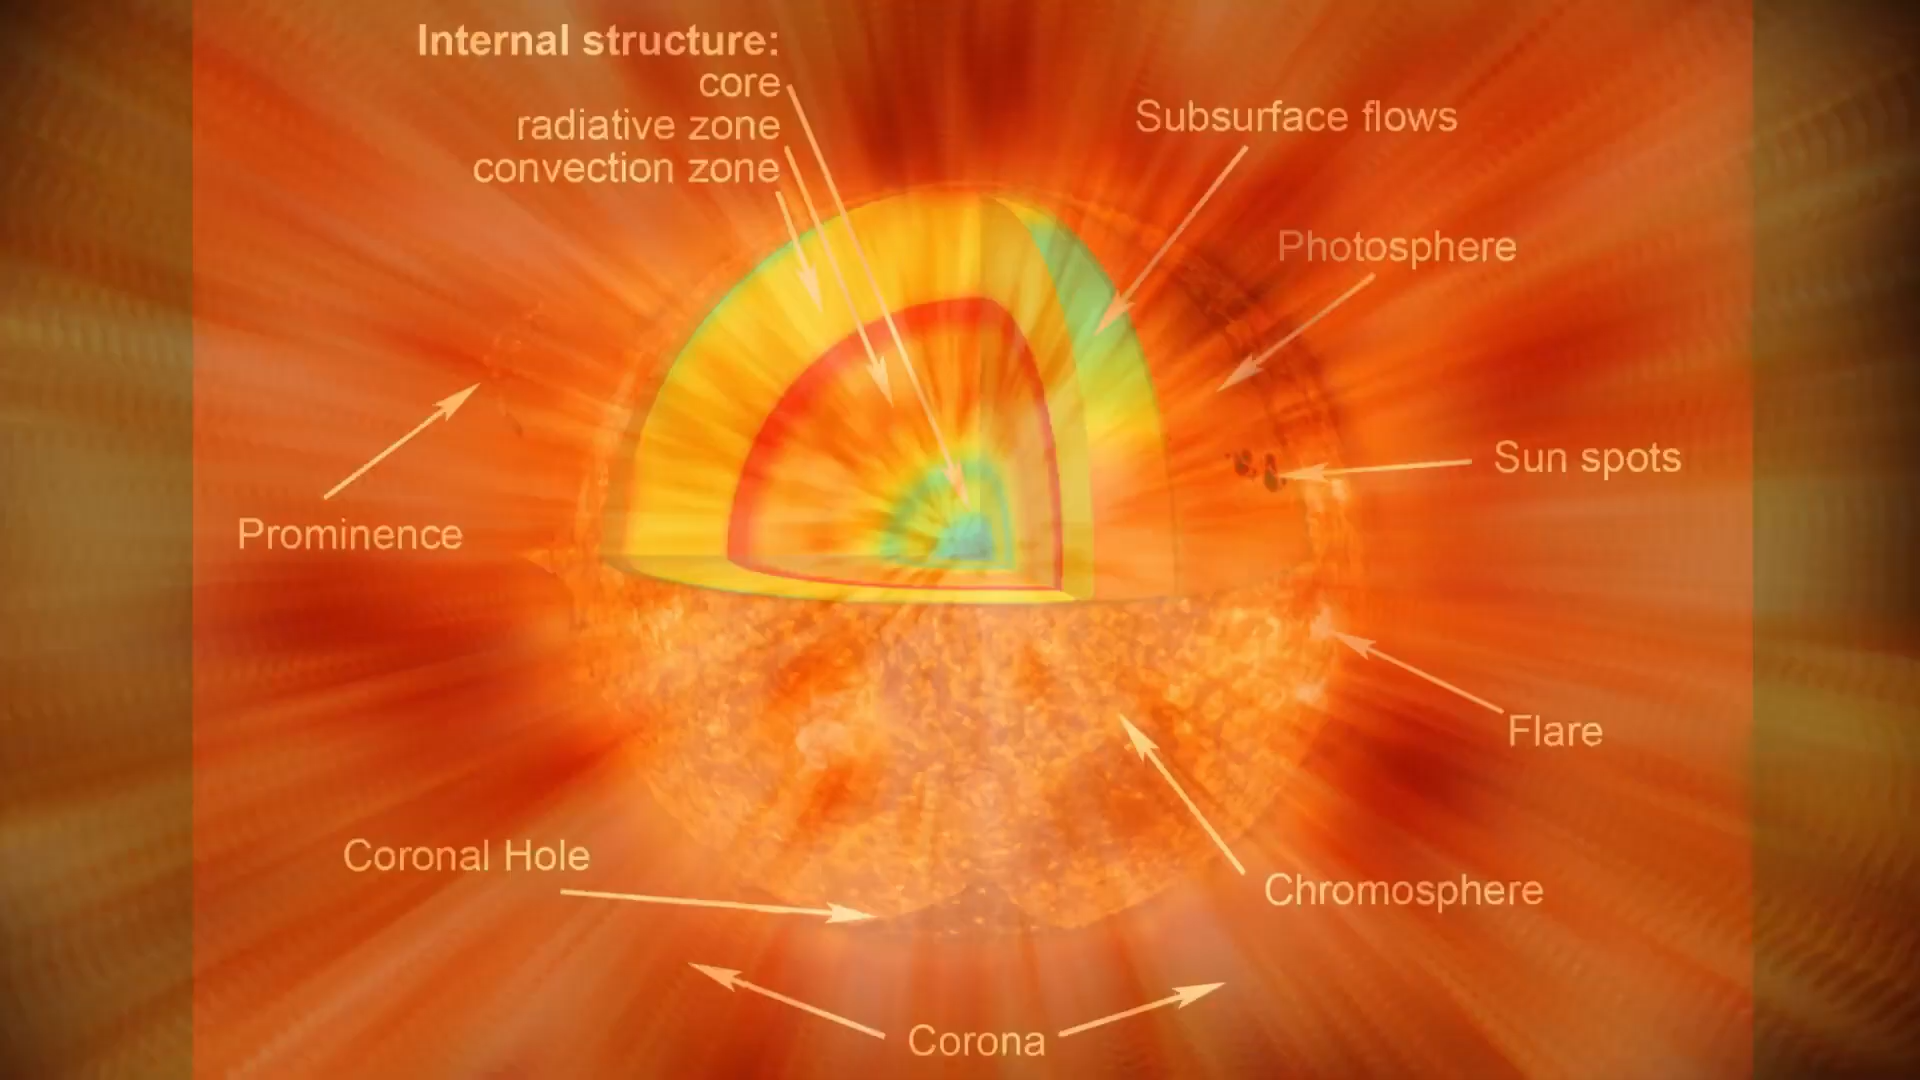 Internal structure:
core
radiative zone
convection zone
Subsurface flows
Photosphere
Sun spots
Prominence
Flare
Coronal Hole
Chromosphere
Corona